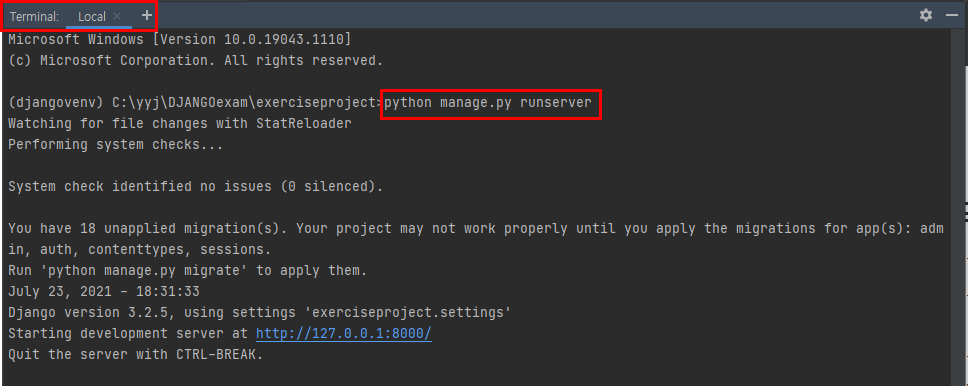 Terminal: Local × +
Microsoft Windows [Version 10.0.19043.1110]
(c) Microsoft Corporation. All rights reserved.
(djangovenv) C:\yyj\DJANGOexam\exerciseproject>python manage.py runserver
Watching for file changes with StatReloader
Performing system checks...
System check identified no issues (0 silenced).
You have 18 unapplied migration(s). Your project may not work properly until you apply the migrations for app(s): adm
in, auth, contenttypes, sessions.
Run 'python manage.py migrate' to apply them.
July 23, 2021 - 18:31:33
Django version 3.2.5, using settings 'exerciseproject.settings'
Starting development server at http://127.0.0.1:8000/
Quit the server with CTRL-BREAK.